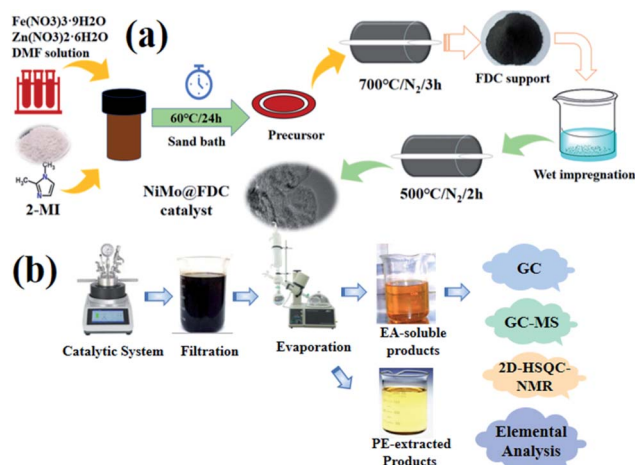 Fe(NO3)3·9H2O
Zn(NO3)2·6H2O
DMF solution
(a)
60°C/24h
Sand bath
Precursor
700°C/N2/3h
FDC support
CH3
N
H3C
N
2-MI
NiMo@FDC
catalyst
500°C/N2/2h
Wet impregnation
(b)
Catalytic System
Filtration
Evaporation
EA-soluble
products
PE-extracted
Products
GC
GC-MS
2D-HSQC-
NMR
Elemental
Analysis